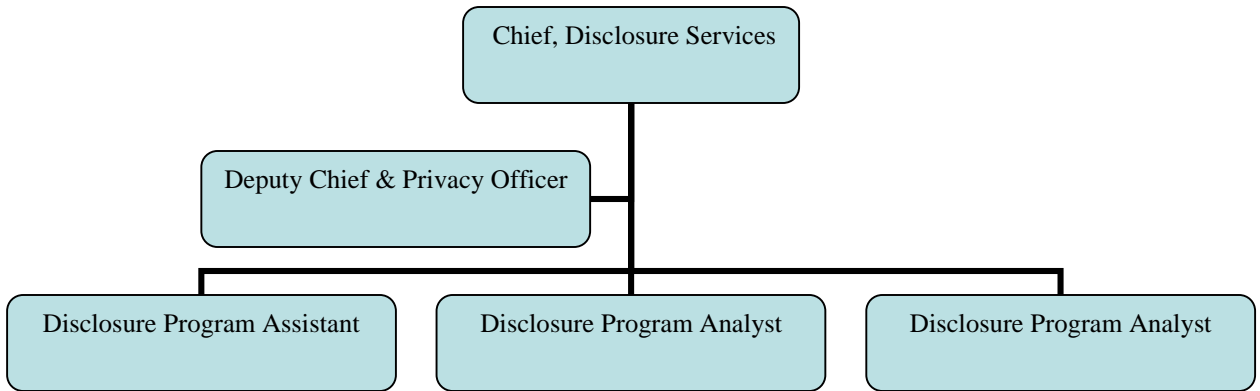 Chief, Disclosure Services
Deputy Chief & Privacy Officer
Disclosure Program Assistant
Disclosure Program Analyst
Disclosure Program Analyst